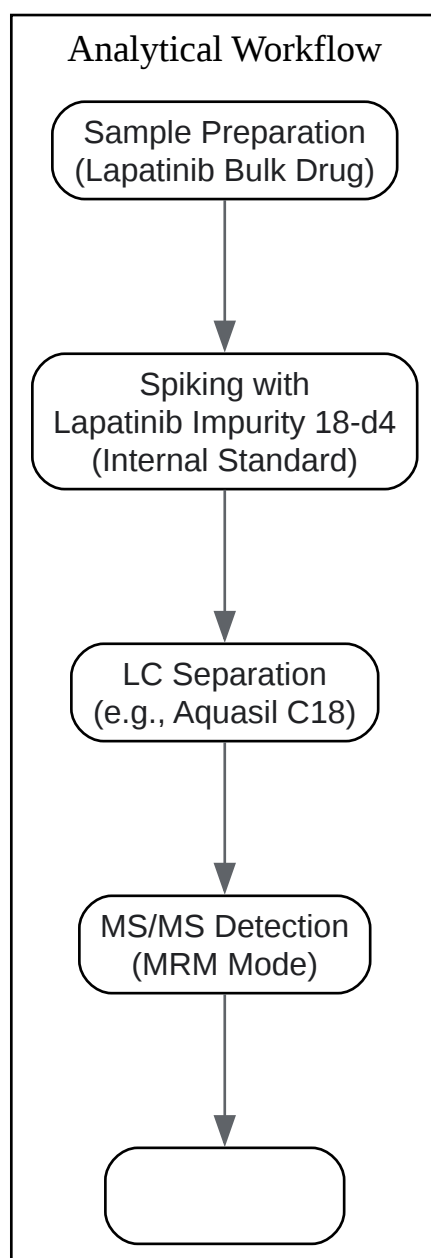 Analytical Workflow
Sample Preparation
(Lapatinib Bulk Drug)
Spiking with
Lapatinib Impurity 18-d4
(Internal Standard)
LC Separation
(e.g., Aquasil C18)
MS/MS Detection
(MRM Mode)